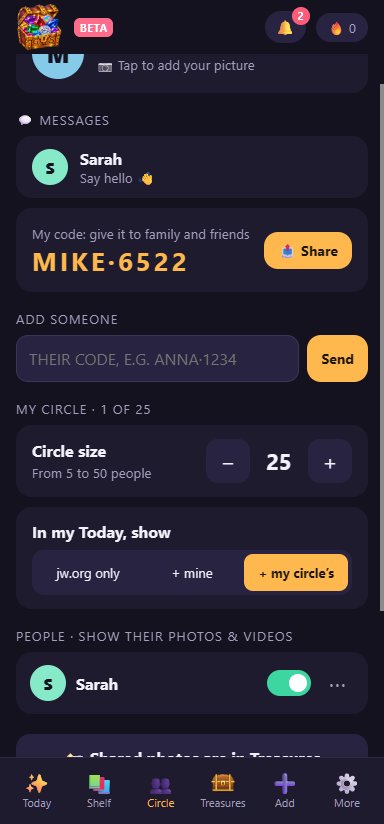 BETA
2
0
M
Tap to add your picture
MESSAGES
S
Sarah
Say hello
My code: give it to family and friends
MIKE·6522
Share
ADD SOMEONE
THEIR CODE, E.G. ANNA·1234
Send
MY CIRCLE · 1 OF 25
Circle size
From 5 to 50 people
− 25 +
In my Today, show
jw.org only + mine + my circle's
PEOPLE · SHOW THEIR PHOTOS & VIDEOS
S
Sarah
...
Shared photos are in Treasures
Today Shelf Circle Treasures Add More